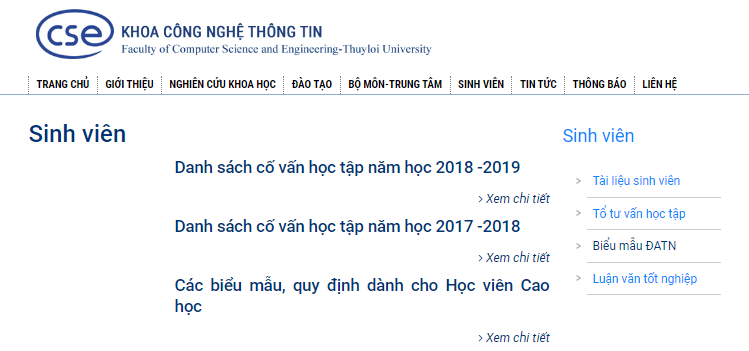 cse
KHOA CÔNG NGHỆ THÔNG TIN
Faculty of Computer Science and Engineering-Thuyloi University
TRANG CHỦ GIỚI THIỆU NGHIÊN CỨU KHOA HỌC ĐÀO TẠO BỘ MÔN-TRUNG TÂM SINH VIÊN TIN TỨC THÔNG BÁO LIÊN HỆ
Sinh viên
Danh sách cố vấn học tập năm học 2018 -2019
> Xem chi tiết
Danh sách cố vấn học tập năm học 2017 -2018
> Xem chi tiết
Các biểu mẫu, quy định dành cho Học viên Cao
học
> Xem chi tiết
Sinh viên
> Tài liệu sinh viên
> Tổ tư vấn học tập
> Biểu mẫu ĐATN
> Luận văn tốt nghiệp